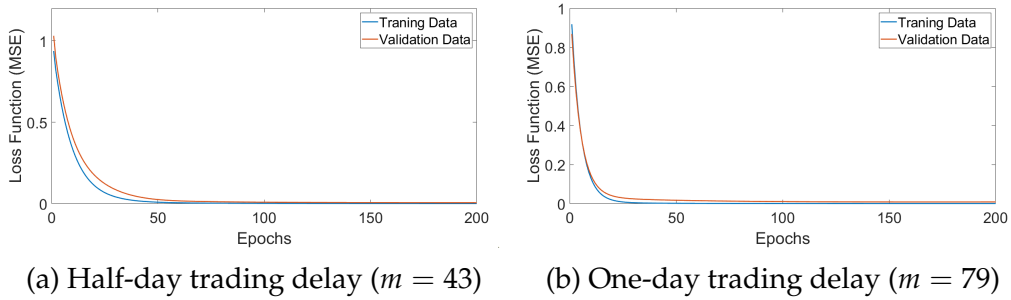 Loss Function (MSE)
1
0.5
0
0
50
100
150
200
Epochs
Traning Data
Validation Data
(a) Half-day trading delay (m = 43)
Loss Function (MSE)
1
0.8
0.6
0.4
0.2
0
0
50
100
150
200
Epochs
Traning Data
Validation Data
(b) One-day trading delay (m = 79)